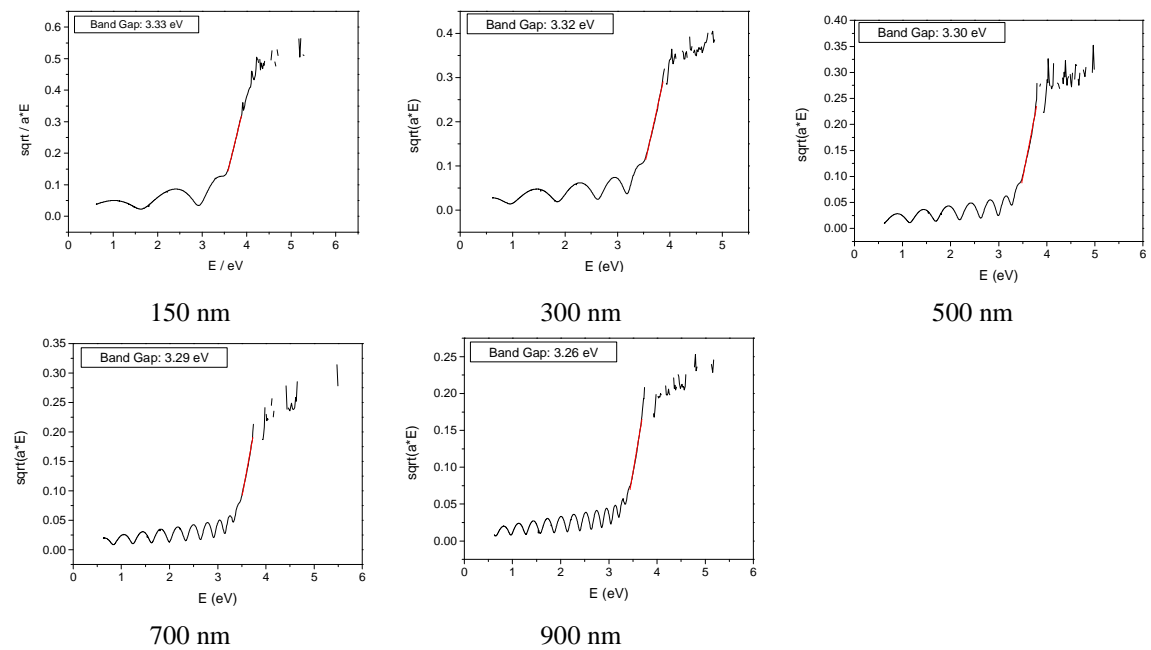 Band Gap: 3.33 eV
0.6
0.5
0.4
0.3
0.2
0.1
0.0
sqrt / a*E
0 1 2 3 4 5 6
E / eV
150 nm
Band Gap: 3.32 eV
0.4
0.3
0.2
0.1
0.0
sqrt(a*E)
0 1 2 3 4 5
E (eV)
300 nm
Band Gap: 3.30 eV
0.40
0.35
0.30
0.25
0.20
0.15
0.10
0.05
0.00
sqrt(a*E)
0 1 2 3 4 5 6
E (eV)
500 nm
Band Gap: 3.29 eV
0.35
0.30
0.25
0.20
0.15
0.10
0.05
0.00
sqrt(a*E)
0 1 2 3 4 5 6
E (eV)
700 nm
Band Gap: 3.26 eV
0.25
0.20
0.15
0.10
0.05
0.00
sqrt(a*E)
0 1 2 3 4 5 6
E (eV)
900 nm